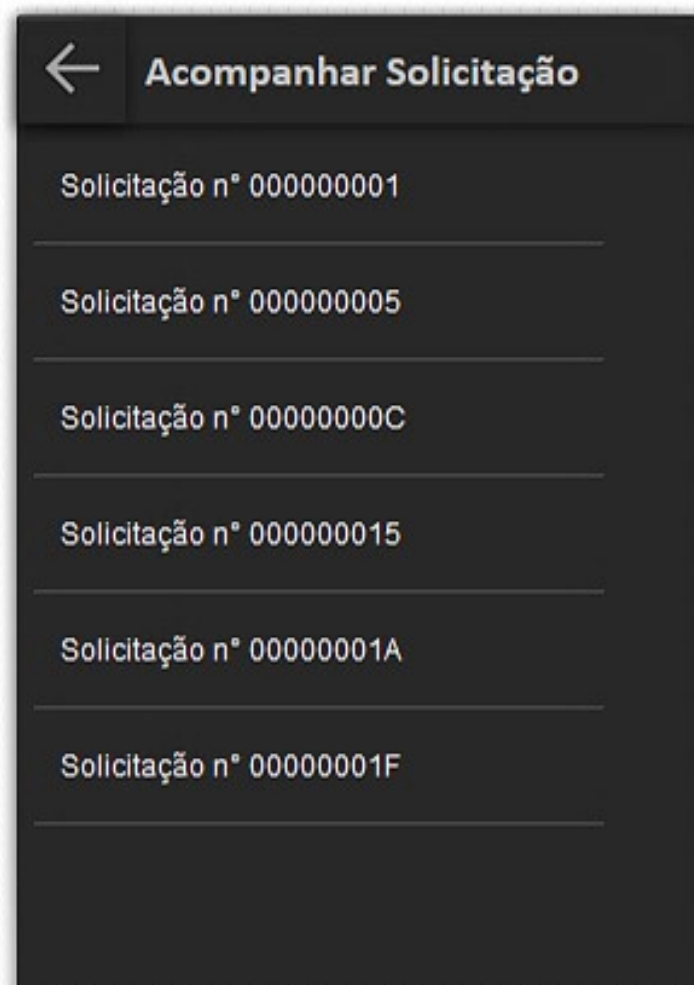 Acompanhar Solicitação
Solicitação n° 000000001
Solicitação n° 000000005
Solicitação n° 00000000C
Solicitação n° 000000015
Solicitação n° 00000001A
Solicitação n° 00000001F